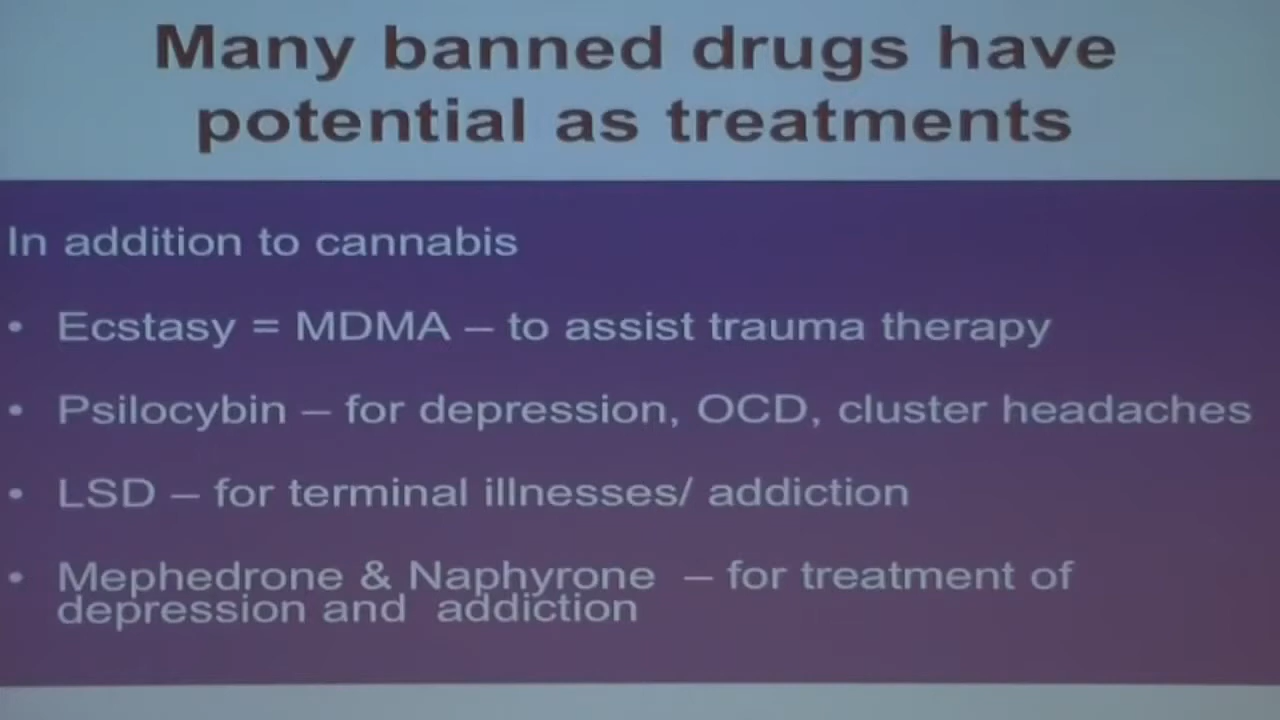 Many banned drugs have
potential as treatments
In addition to cannabis
• Ecstasy = MDMA – to assist trauma therapy
• Psilocybin – for depression, OCD, cluster headaches
• LSD – for terminal illnesses/ addiction
• Mephedrone & Naphyrone – for treatment of
depression and addiction